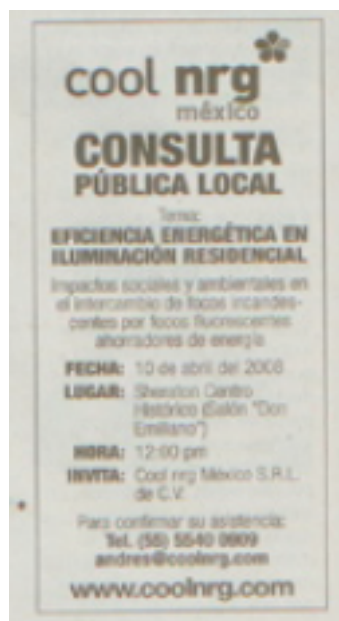 cool nrg
méxico
CONSULTA
PÚBLICA LOCAL
Tema:
EFICIENCIA ENERGÉTICA EN
ILUMINACIÓN RESIDENCIAL
Impactos sociales y ambientales en
el intercambio de focos incandes-
centes por focos fluorescentes
ahorradores de energía
FECHA: 10 de abril del 2008
LUGAR: Sheraton Centro
Histórico (Salón "Don
Emiliano")
HORA: 12:00 pm
INVITA: Cool nrg México S.R.L.
de C.V.
Para confirmar su asistencia:
Tel. (55) 5540
andres@coolnrg.com
www.coolnrg.com